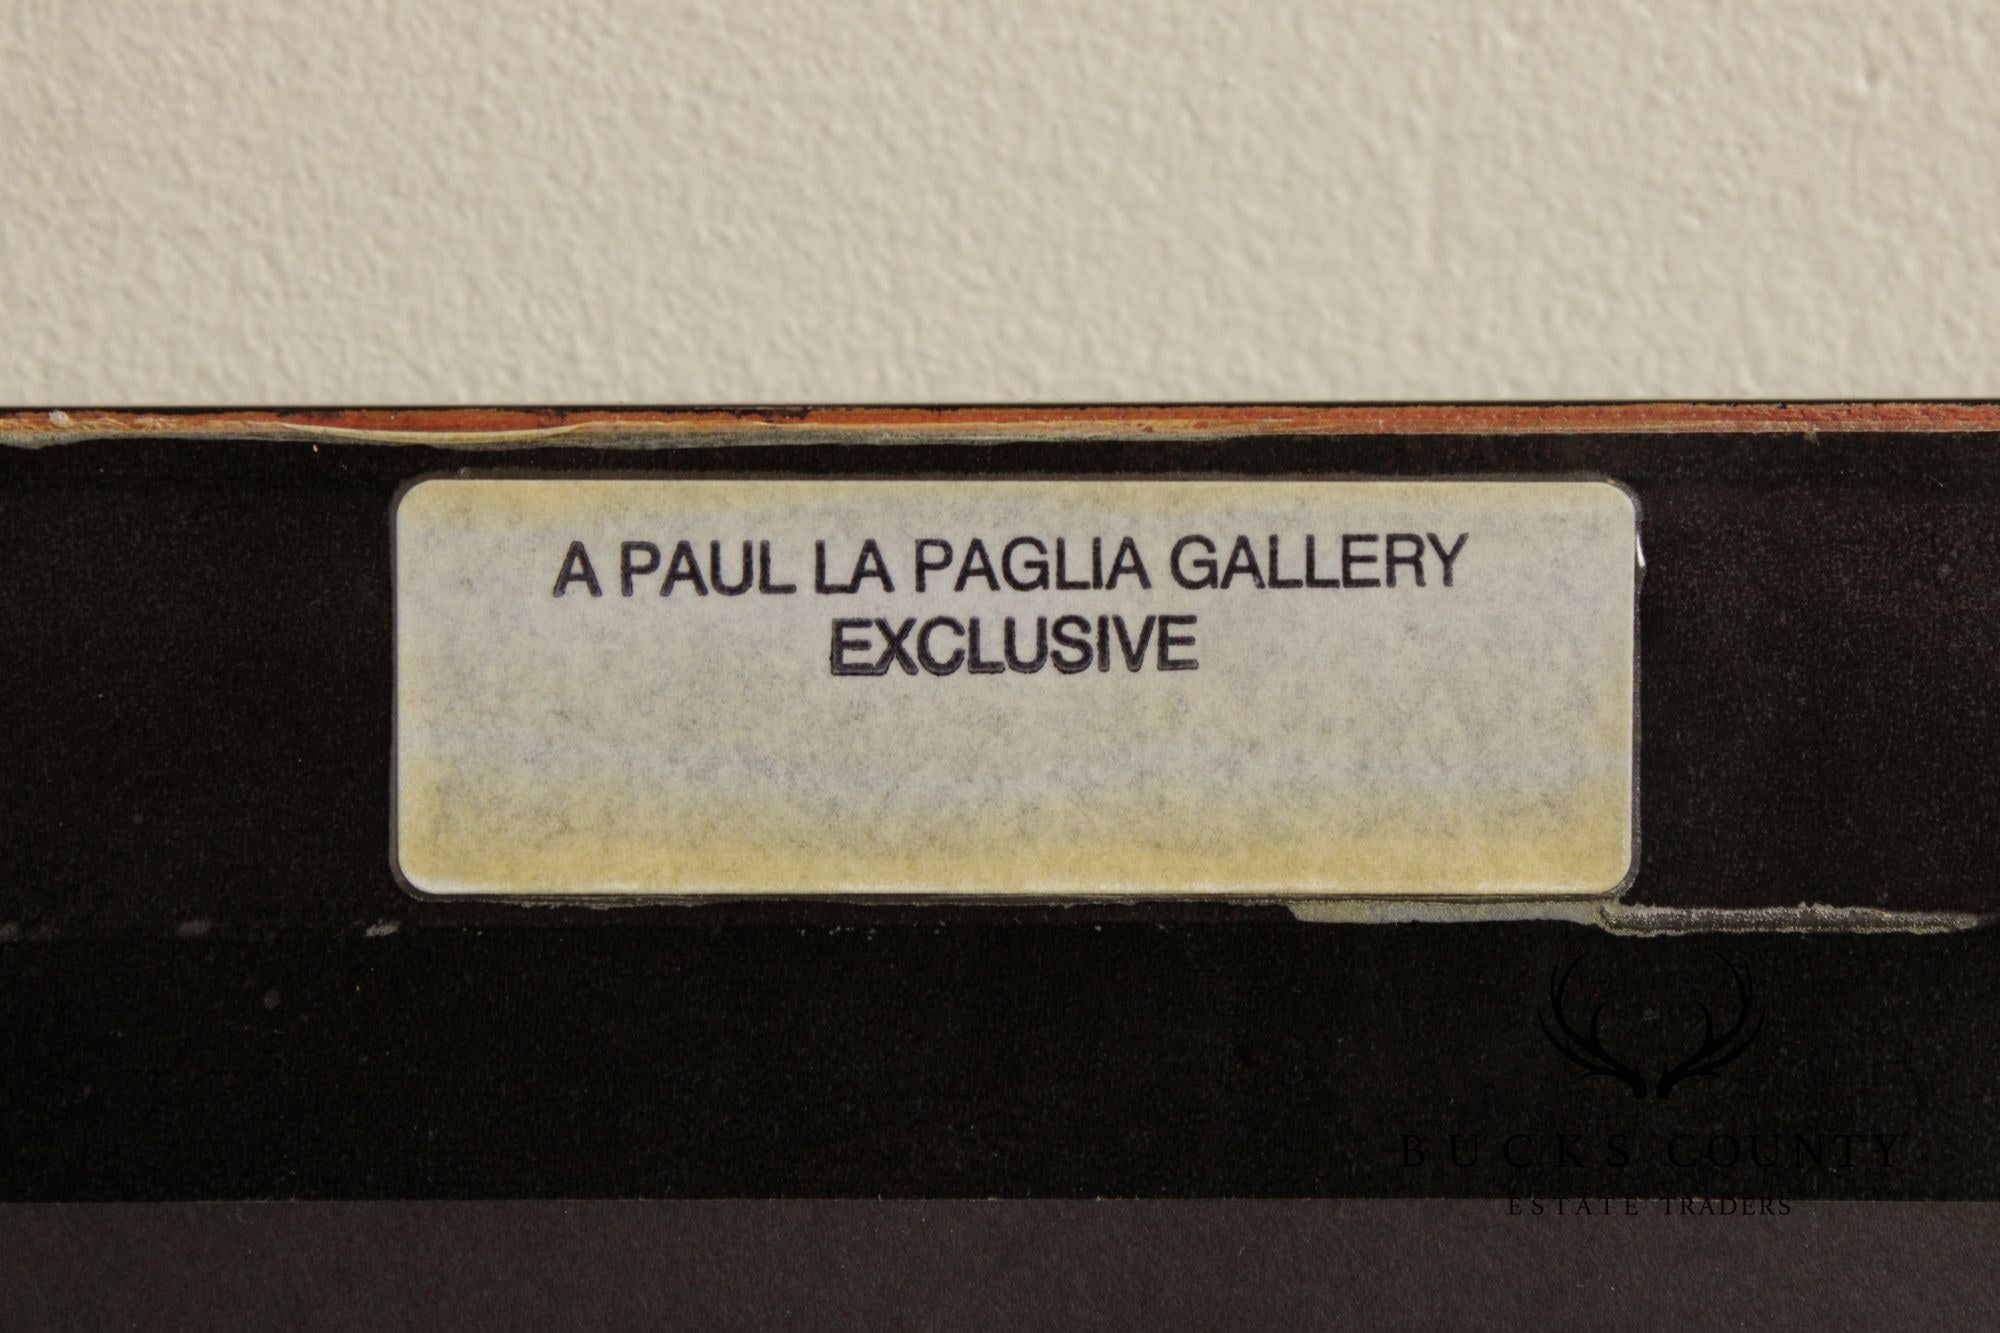 A PAUL LA PAGLIA GALLERY
EXCLUSIVE
BUCKS COUNTY
ESTATE TRADERS